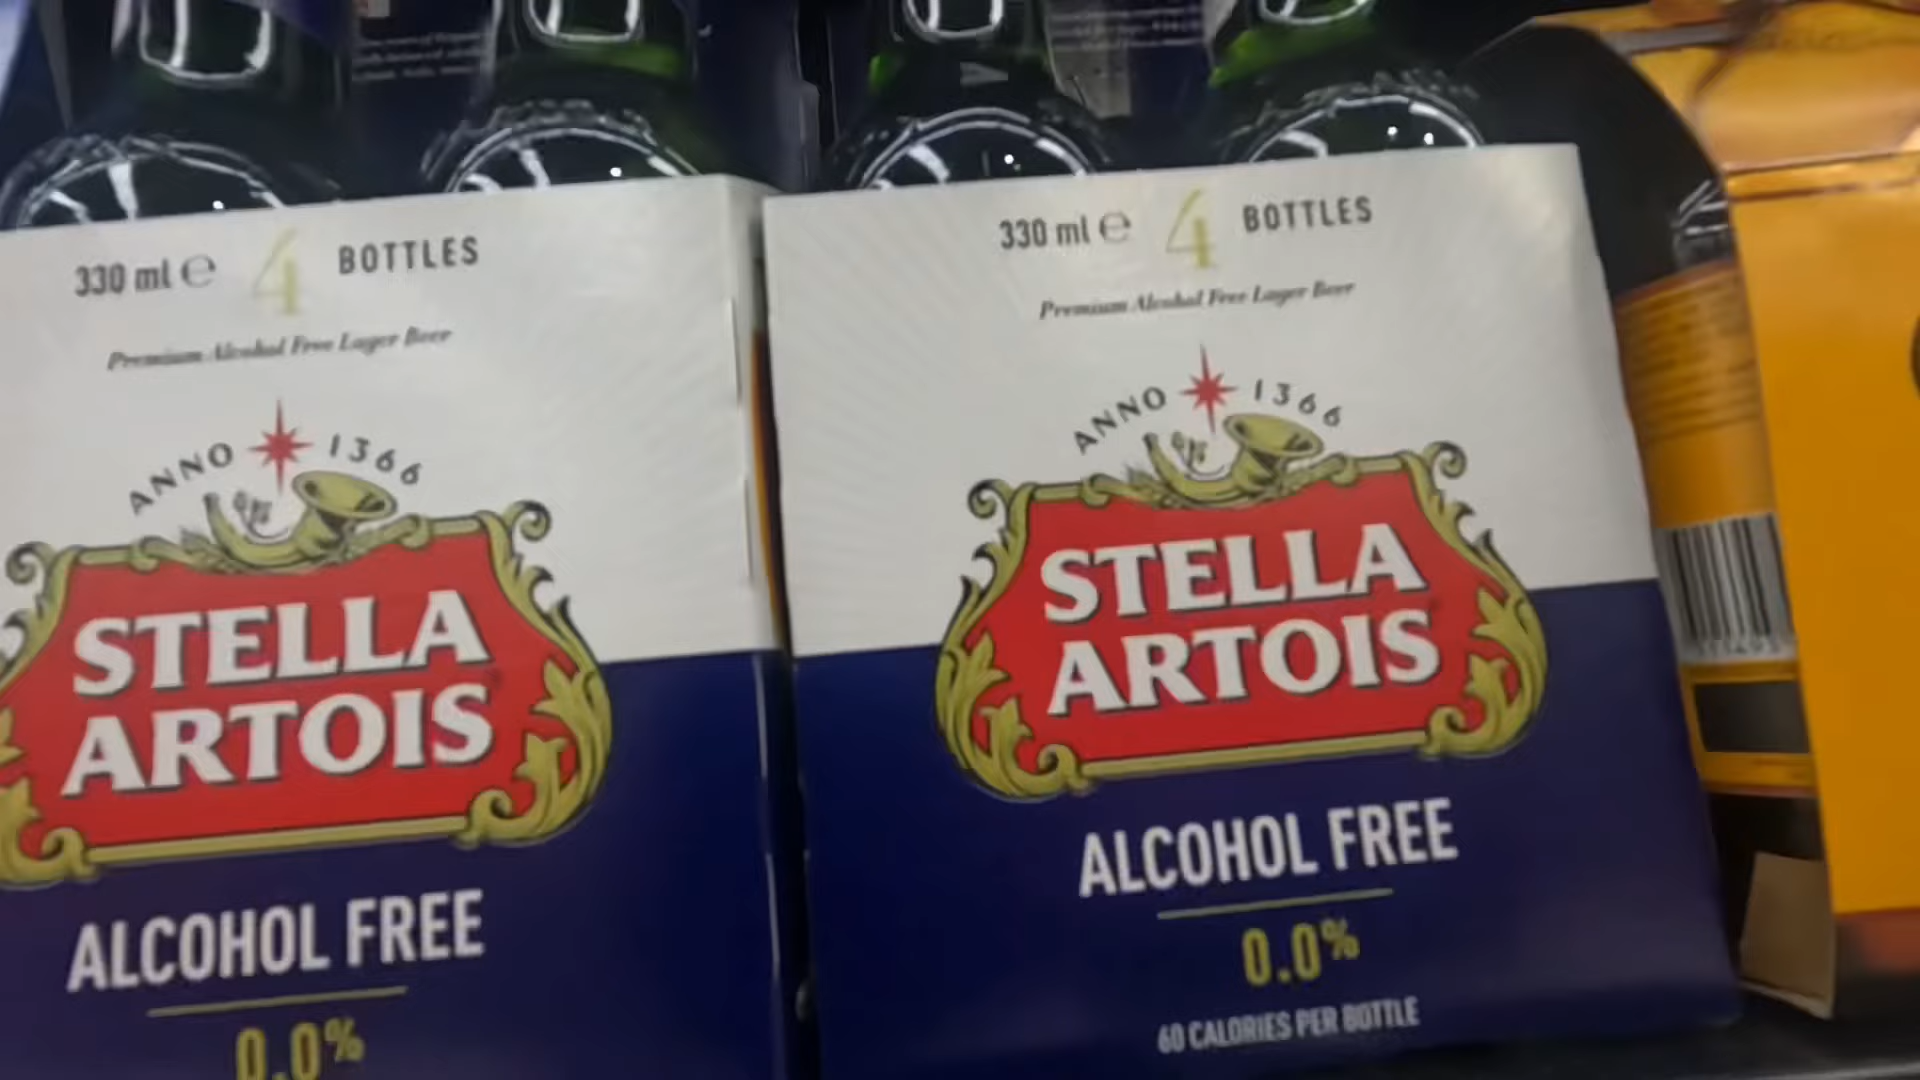 330 ml ℮ 4 BOTTLES
Premium Alcohol Free Lager Beer
ANNO 1366
STELLA
ARTOIS
ALCOHOL FREE
0.0%
330 ml ℮ 4 BOTTLES
Premium Alcohol Free Lager Beer
ANNO 1366
STELLA
ARTOIS
ALCOHOL FREE
0.0%
60 CALORIES PER BOTTLE